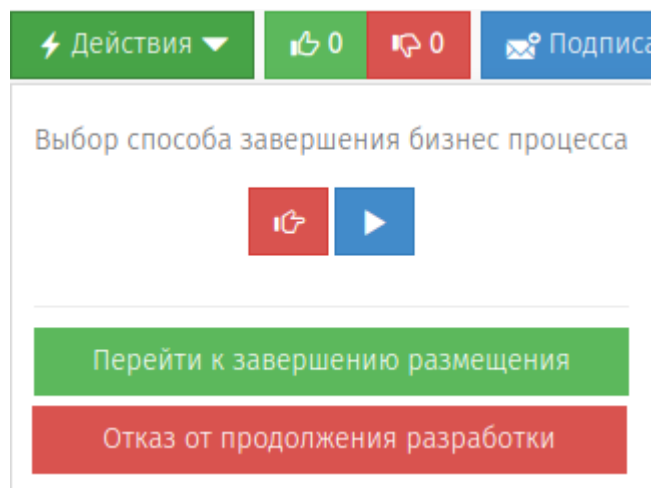 Действия 0 0 Подписа
Выбор способа завершения бизнес процесса
Перейти к завершению размещения
Отказ от продолжения разработки